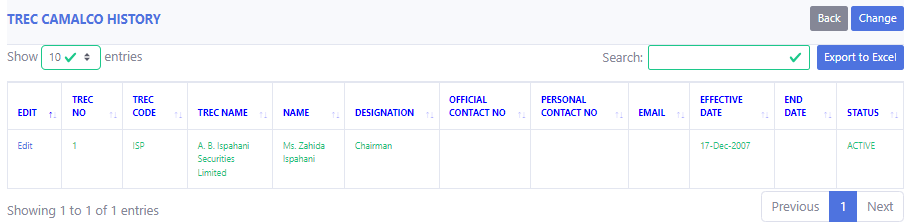 TREC CAMALCO HISTORY
Back Change
Show 10 entries
Search: Export to Excel
EDIT TREC NO TREC CODE TREC NAME NAME DESIGNATION OFFICIAL CONTACT NO PERSONAL CONTACT NO EMAIL EFFECTIVE DATE END DATE STATUS
Edit 1 ISP A. B. Ispahani Securities Limited Ms. Zahida Ispahani Chairman 17-Dec-2007 ACTIVE
Showing 1 to 1 of 1 entries
Previous 1 Next